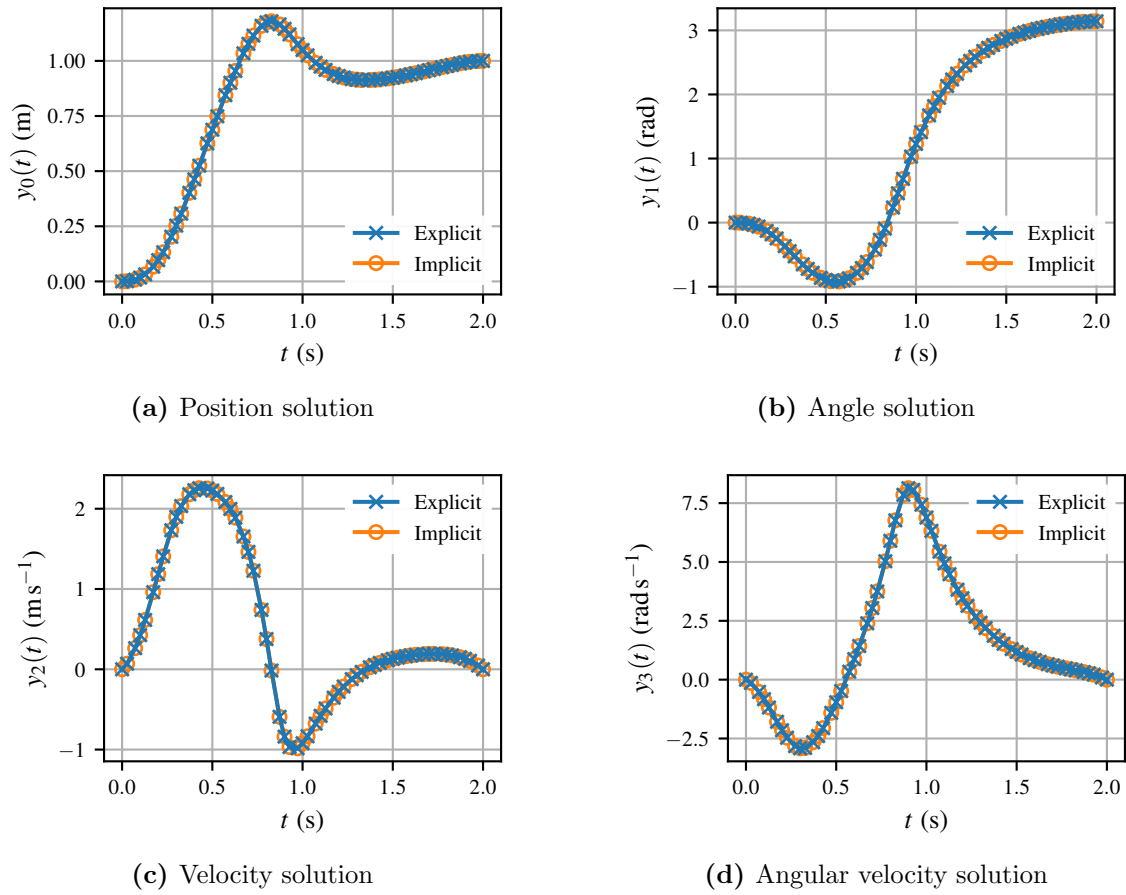 1.00
0.75
0.50
0.25
0.00
y₀(t) (m)
Explicit
Implicit
0.0 0.5 1.0 1.5 2.0
t (s)
(a) Position solution
3
2
1
0
−1
y₁(t) (rad)
Explicit
Implicit
0.0 0.5 1.0 1.5 2.0
t (s)
(b) Angle solution
2
1
0
−1
y₂(t) (m s⁻¹)
Explicit
Implicit
0.0 0.5 1.0 1.5 2.0
t (s)
(c) Velocity solution
7.5
5.0
2.5
0.0
−2.5
y₃(t) (rad s⁻¹)
Explicit
Implicit
0.0 0.5 1.0 1.5 2.0
t (s)
(d) Angular velocity solution